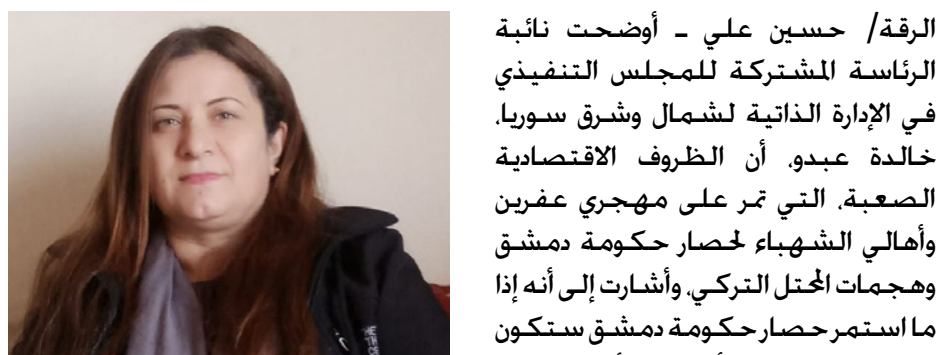 الرقة/ حسين علي ـ أوضحت نائبة
الرئاسة المشتركة للمجلس التنفيذي
في الإدارة الذاتية لشمال وشرق سوريا،
خالدة عبدو، أن الظروف الاقتصادية
الصعبة، التي تمر على مهجري عفرين
وأهالي الشهباء لحصار حكومة دمشق
وهجمات المحتل التركي، وأشارت إلى أنه إذا
ما استمر حصار حكومة دمشق ستكون